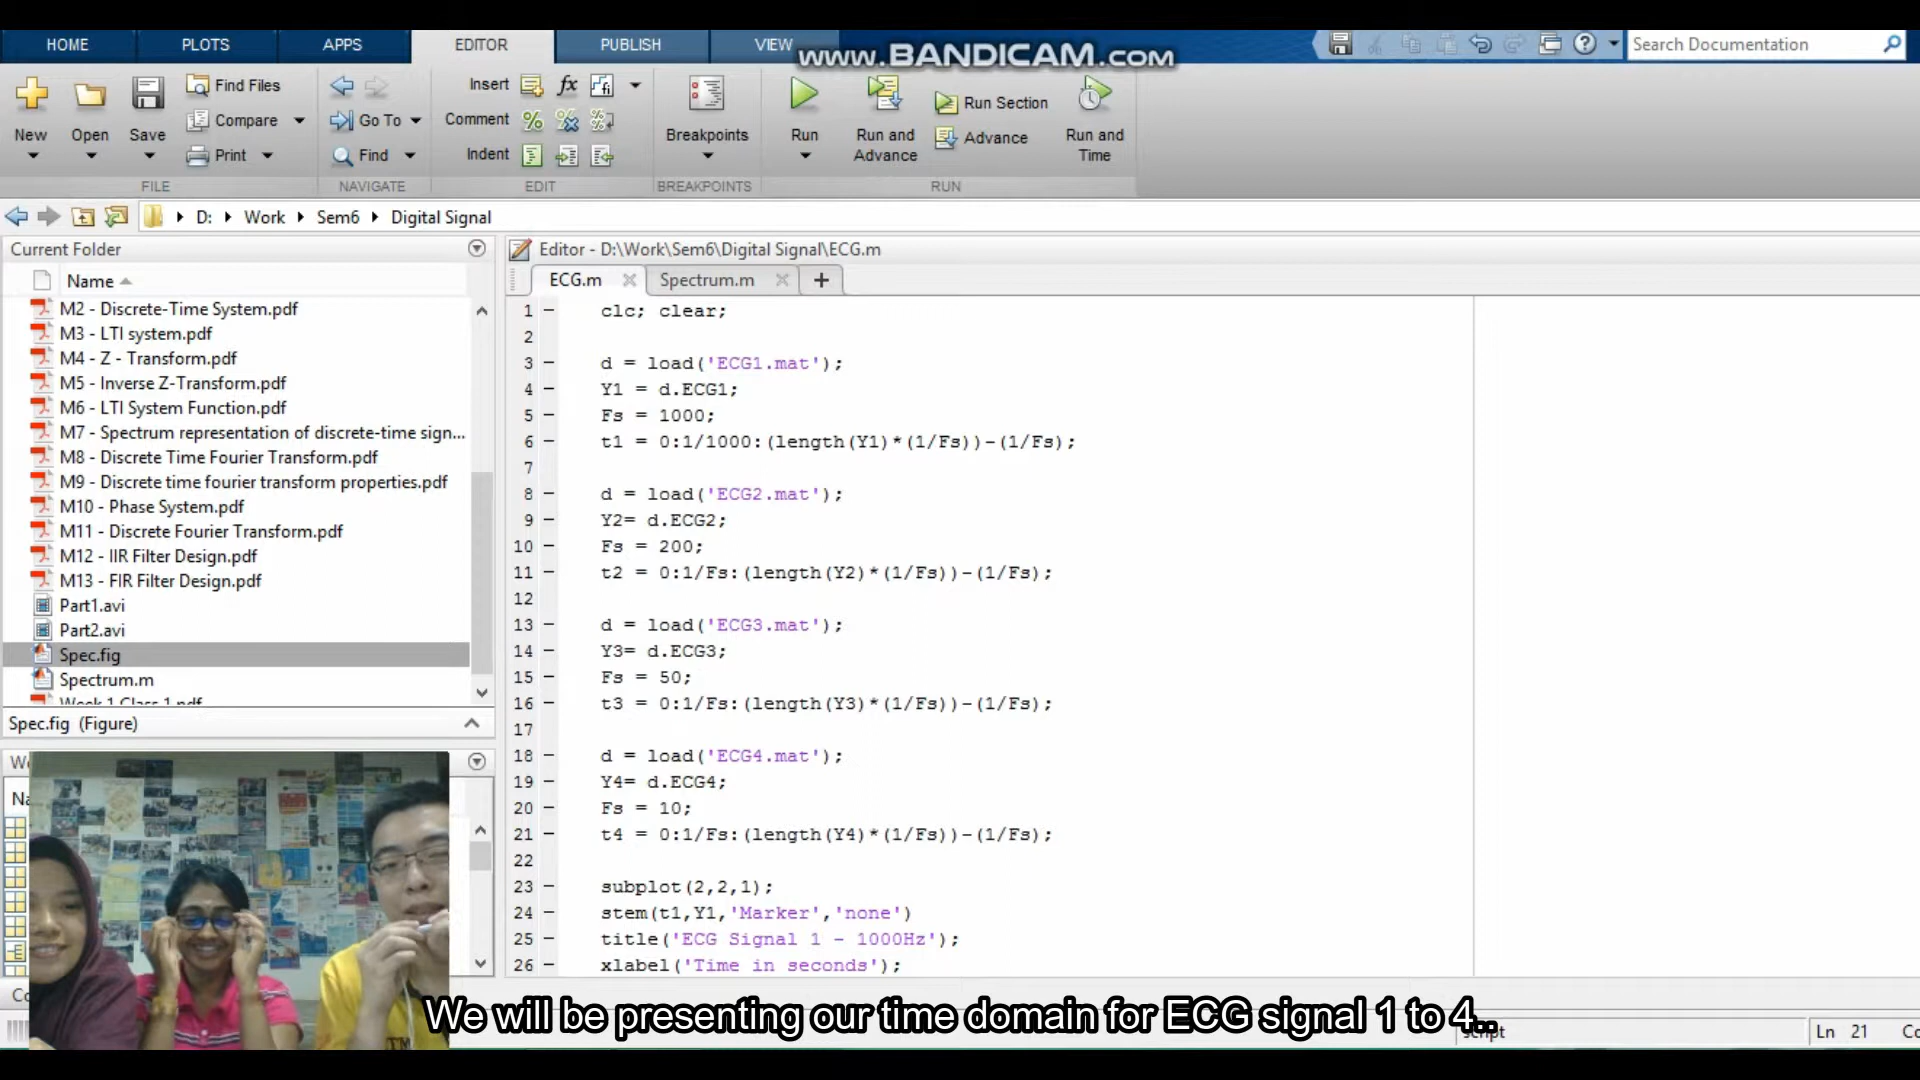 HOME PLOTS APPS EDITOR PUBLISH VIEW
www.BANDICAM.com
Search Documentation
New Open Save Find Files Compare Print
Go To Find
Insert fx fi
Comment
Indent
Breakpoints
Run Run and Advance Run Section Advance Run and Time
FILE NAVIGATE EDIT BREAKPOINTS RUN
D: Work Sem6 Digital Signal
Current Folder
Name
M2 - Discrete-Time System.pdf
M3 - LTI system.pdf
M4 - Z - Transform.pdf
M5 - Inverse Z-Transform.pdf
M6 - LTI System Function.pdf
M7 - Spectrum representation of discrete-time sign...
M8 - Discrete Time Fourier Transform.pdf
M9 - Discrete time fourier transform properties.pdf
M10 - Phase System.pdf
M11 - Discrete Fourier Transform.pdf
M12 - IIR Filter Design.pdf
M13 - FIR Filter Design.pdf
Part1.avi
Part2.avi
Spec.fig
Spectrum.m
Week 1 Class 1.pdf
Spec.fig (Figure)
Editor - D:\Work\Sem6\Digital Signal\ECG.m
ECG.m Spectrum.m +
1 clc; clear;
2
3 d = load('ECG1.mat');
4 Y1 = d.ECG1;
5 Fs = 1000;
6 t1 = 0:1/1000:(length(Y1)*(1/Fs))-(1/Fs);
7
8 d = load('ECG2.mat');
9 Y2= d.ECG2;
10 Fs = 200;
11 t2 = 0:1/Fs:(length(Y2)*(1/Fs))-(1/Fs);
12
13 d = load('ECG3.mat');
14 Y3= d.ECG3;
15 Fs = 50;
16 t3 = 0:1/Fs:(length(Y3)*(1/Fs))-(1/Fs);
17
18 d = load('ECG4.mat');
19 Y4= d.ECG4;
20 Fs = 10;
21 t4 = 0:1/Fs:(length(Y4)*(1/Fs))-(1/Fs);
22
23 subplot(2,2,1);
24 stem(t1,Y1,'Marker','none')
25 title('ECG Signal 1 - 1000Hz');
26 xlabel('Time in seconds');
We will be presenting our time domain for ECG signal 1 to 4..
script
Ln 21